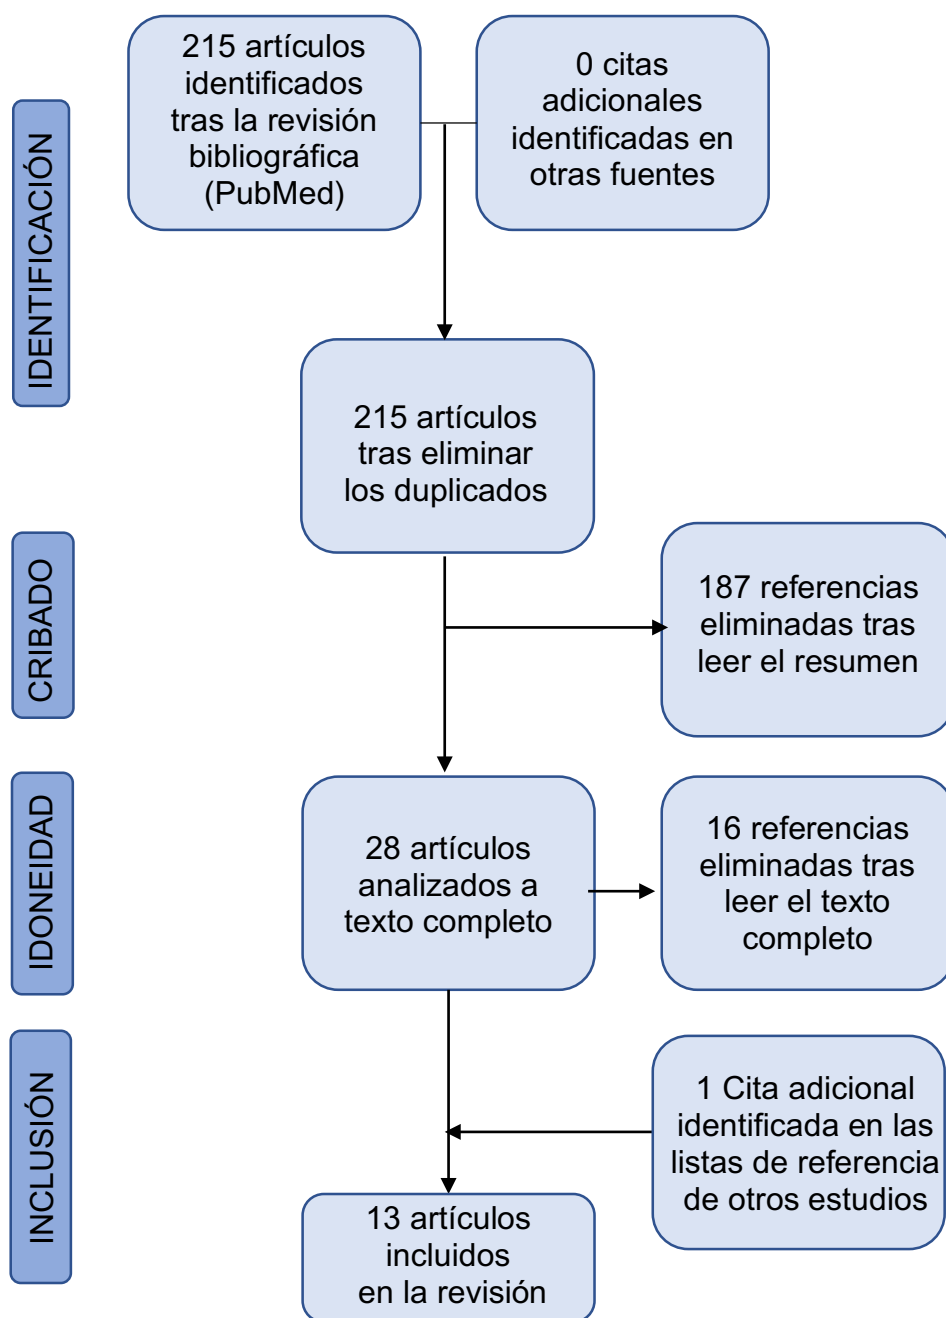 215 artículos
identificados
tras la revisión
bibliográfica
(PubMed)
0 citas
adicionales
identificadas en
otras fuentes
IDENTIFICACIÓN
215 artículos
tras eliminar
los duplicados
CRIBADO
187 referencias
eliminadas tras
leer el resumen
IDONEIDAD
28 artículos
analizados a
texto completo
16 referencias
eliminadas tras
leer el texto
completo
INCLUSIÓN
1 Cita adicional
identificada en las
listas de referencia
de otros estudios
13 artículos
incluidos
en la revisión